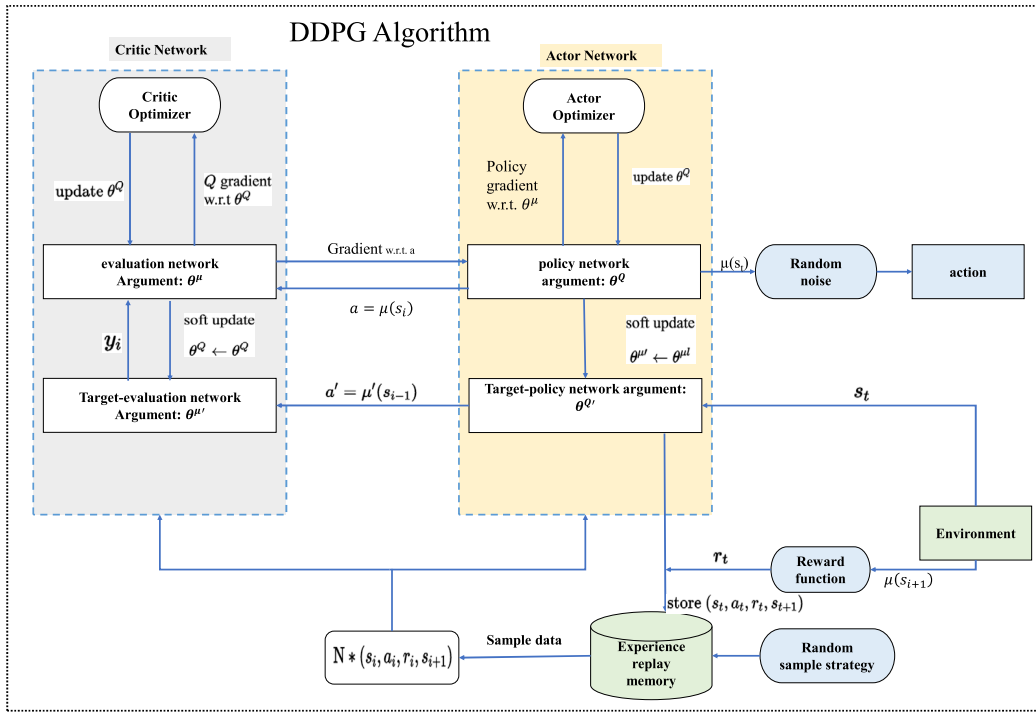 DDPG Algorithm
Critic Network
Actor Network
Critic
Optimizer
Actor
Optimizer
update θ^Q
Q gradient
w.r.t θ^Q
Policy
gradient
w.r.t. θ^μ
update θ^Q
evaluation network
Argument: θ^μ
Gradient w.r.t. a
a = μ(s_i)
policy network
argument: θ^Q
μ(s_t)
Random
noise
action
y_i
soft update
θ^Q ← θ^Q
soft update
θ^μ′ ← θ^μl
Target-evaluation network
Argument: θ^μ′
a′ = μ′(s_{i−1})
Target-policy network argument:
θ^Q′
s_t
Environment
r_t
Reward
function
μ(s_{i+1})
store (s_t, a_t, r_t, s_{t+1})
N * (s_i, a_i, r_i, s_{i+1})
Sample data
Experience
replay
memory
Random
sample strategy